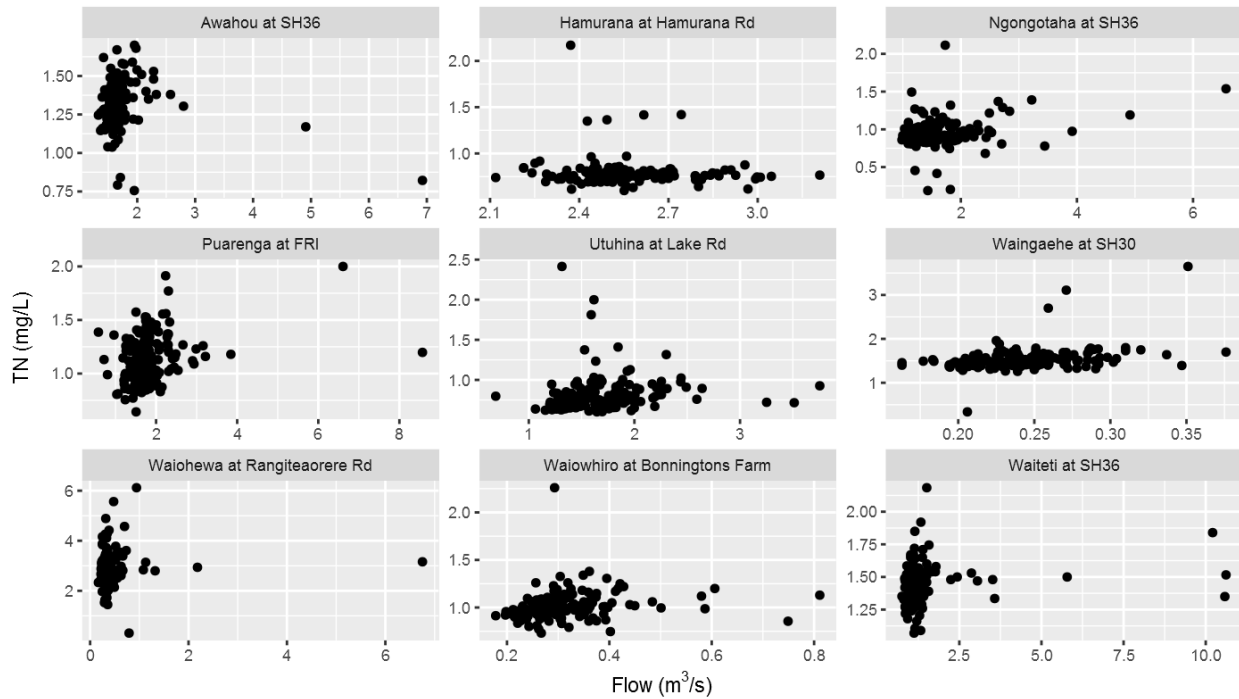 Awahou at SH36
Hamurana at Hamurana Rd
Ngongotaha at SH36
1.50
1.25
1.00
0.75
2 3 4 5 6 7
2.0
1.5
1.0
2.1 2.4 2.7 3.0
2.0
1.5
1.0
0.5
2 4 6
Puarenga at FRI
Utuhina at Lake Rd
Waingaehe at SH30
TN (mg/L)
2.0
1.5
1.0
2 4 6 8
2.5
2.0
1.5
1.0
1 2 3
3
2
1
0.20 0.25 0.30 0.35
Waiohewa at Rangiteaorere Rd
Waiowhiro at Bonningtons Farm
Waiteti at SH36
6
4
2
0 2 4 6
2.0
1.5
1.0
0.2 0.4 0.6 0.8
2.00
1.75
1.50
1.25
2.5 5.0 7.5 10.0
Flow (m³/s)